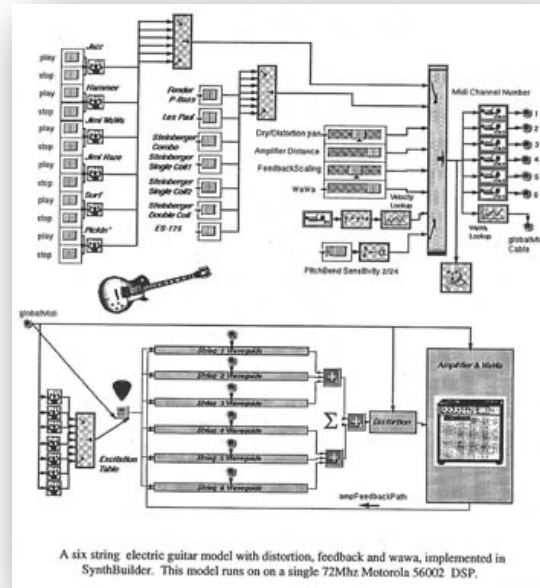 play
Jazz
stop
play
Hammer
stop
play
Jimi WaWa
stop
play
Jimi Haze
stop
play
Surf
stop
play
Pickin'
stop
Fender
P-Bass
Les Paul
Steinberger
Combo
Steinberger
Single Coil1
Steinberger
Single Coil2
Steinberger
Double Coil
ES-175
Dry/Distortion pan
Amplifier Distance
FeedbackScaling
WaWa
Velocity
Lookup
PitchBend Sensitivity 2/24
Midi Channel Number
1
2
3
4
5
6
WaWa
Lookup
Cable
globalMidi
Excitation
Table
String 1 Waveguide
String 2 Waveguide
String 3 Waveguide
String 4 Waveguide
String 5 Waveguide
String 6 Waveguide
Σ
Distortion
Amplifier & WaWa
ampFeedbackPath
A six string electric guitar model with distortion, feedback and wawa, implemented in
SynthBuilder. This model runs on on a single 72Mhz Motorola 56002 DSP.